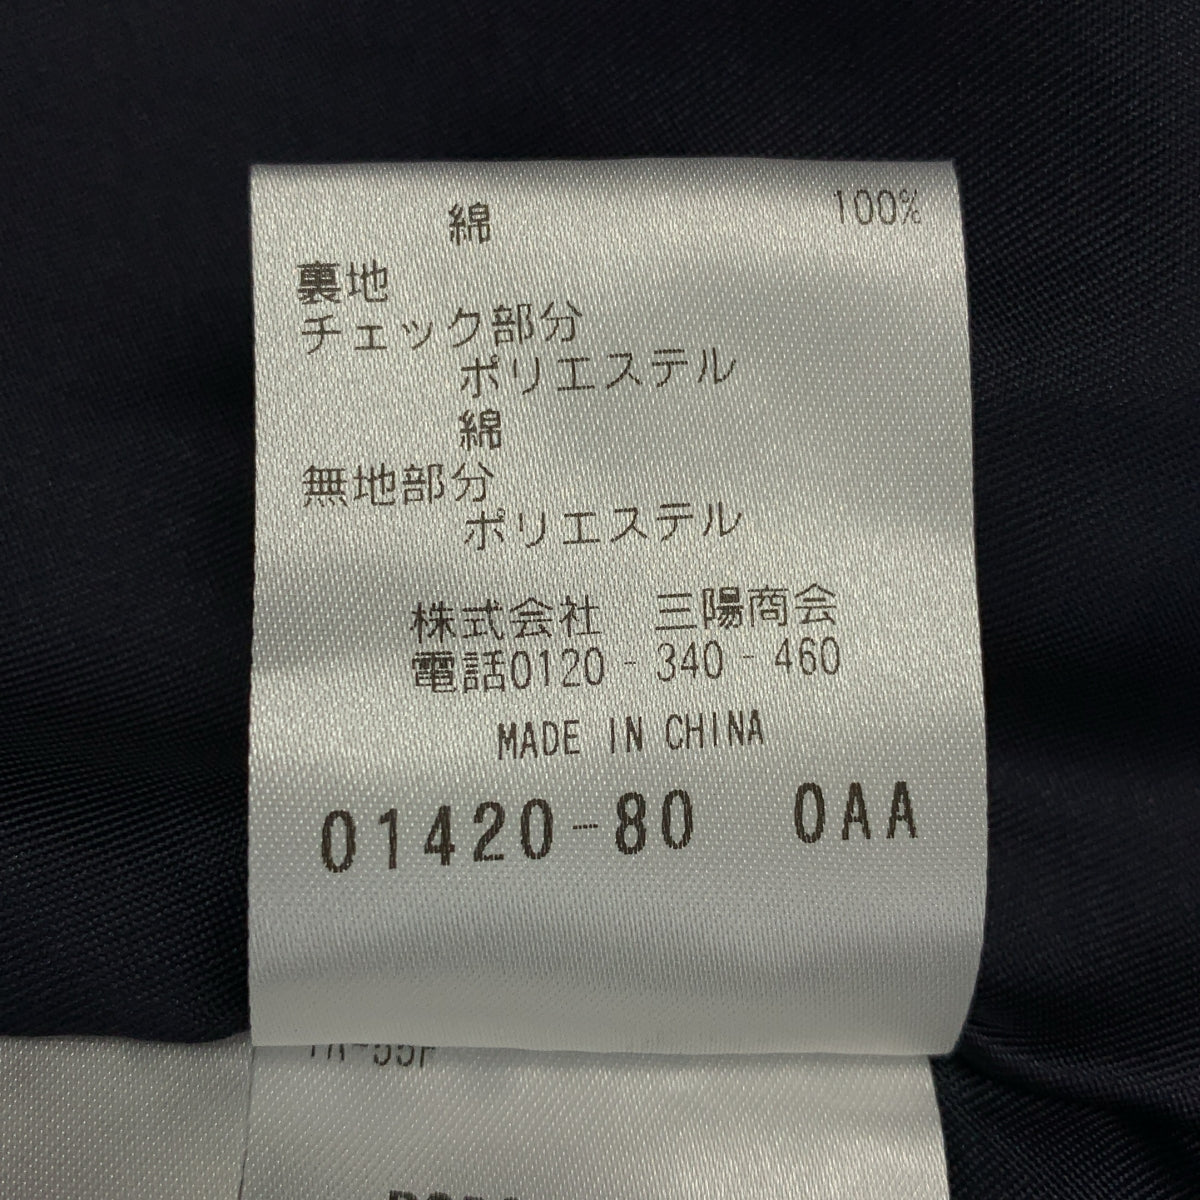 綿 100%
裏地
チェック部分
ポリエステル
綿
無地部分
ポリエステル
株式会社 三陽商会
電話0120-340-460
MADE IN CHINA
01420-80 0AA